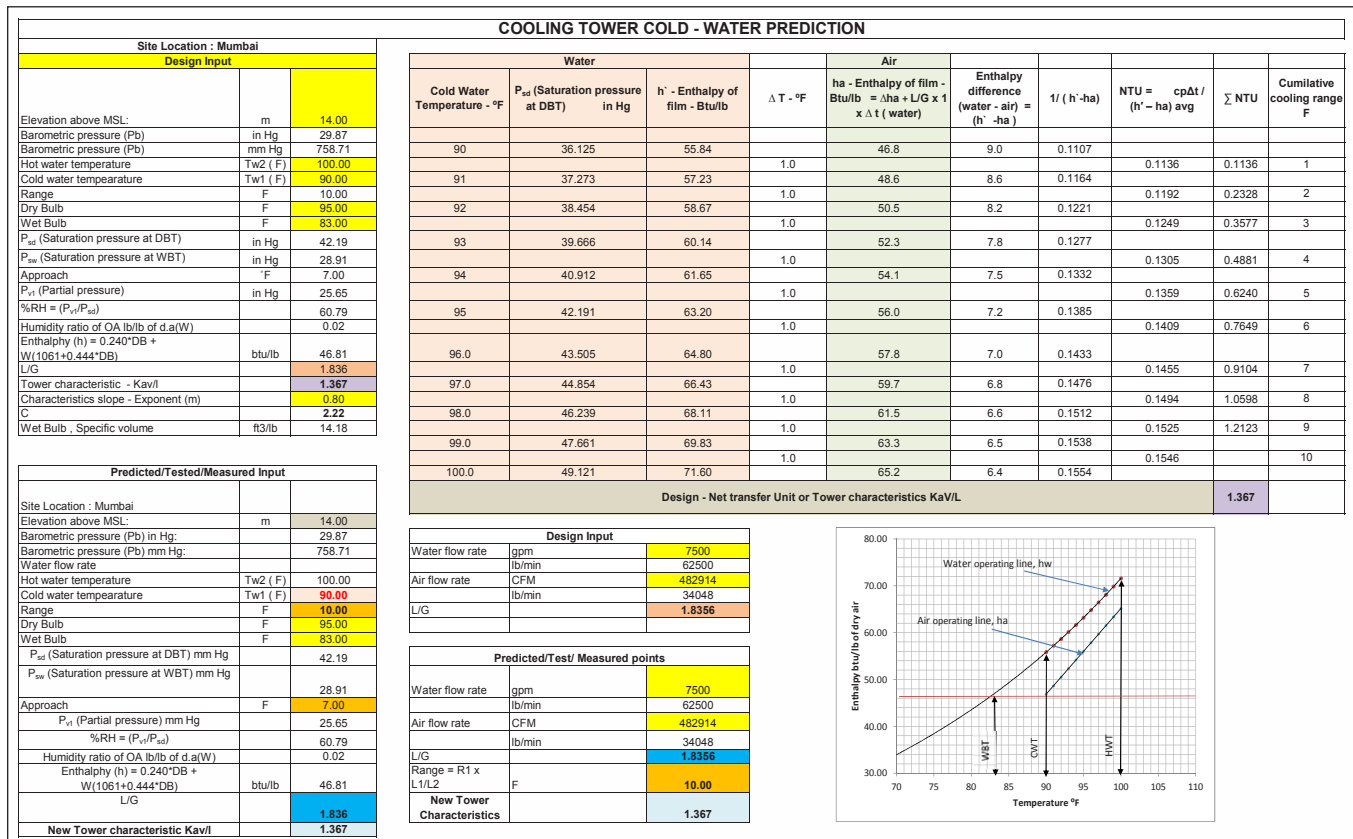 COOLING TOWER COLD - WATER PREDICTION
Site Location : Mumbai
Design Input
Elevation above MSL: m 14.00
Barometric pressure (Pb) in Hg 29.87
Barometric pressure (Pb) mm Hg 758.71
Hot water temperature Tw2 ( F) 100.00
Cold water tempearature Tw1 ( F) 90.00
Range F 10.00
Dry Bulb F 95.00
Wet Bulb F 83.00
Psd (Saturation pressure at DBT) in Hg 42.19
Psw (Saturation pressure at WBT) in Hg 28.91
Approach ˚F 7.00
Pv1 (Partial pressure) in Hg 25.65
%RH = (Pv1/Psd) 60.79
Humidity ratio of OA lb/lb of d.a(W) 0.02
Enthalphy (h) = 0.240*DB +
W(1061+0.444*DB) btu/lb 46.81
L/G 1.836
Tower characteristic - Kav/l 1.367
Characteristics slope - Exponent (m) 0.80
C 2.22
Wet Bulb , Specific volume ft3/lb 14.18
Water Air
Cold Water
Temperature - ºF
Psd (Saturation pressure
at DBT) in Hg
h` - Enthalpy of
film - Btu/lb
Δ T - ºF
ha - Enthalpy of film -
Btu/lb = Δha + L/G x 1
x Δ t ( water)
Enthalpy
difference
(water - air) =
(h` -ha )
1/ ( h`-ha)
NTU = cpΔt /
(h′ – ha) avg
∑ NTU
Cumilative
cooling range
F
90 36.125 55.84 46.8 9.0 0.1107
1.0 0.1136 0.1136 1
91 37.273 57.23 48.6 8.6 0.1164
1.0 0.1192 0.2328 2
92 38.454 58.67 50.5 8.2 0.1221
1.0 0.1249 0.3577 3
93 39.666 60.14 52.3 7.8 0.1277
1.0 0.1305 0.4881 4
94 40.912 61.65 54.1 7.5 0.1332
1.0 0.1359 0.6240 5
95 42.191 63.20 56.0 7.2 0.1385
1.0 0.1409 0.7649 6
96.0 43.505 64.80 57.8 7.0 0.1433
1.0 0.1455 0.9104 7
97.0 44.854 66.43 59.7 6.8 0.1476
1.0 0.1494 1.0598 8
98.0 46.239 68.11 61.5 6.6 0.1512
1.0 0.1525 1.2123 9
99.0 47.661 69.83 63.3 6.5 0.1538
1.0 0.1546 10
100.0 49.121 71.60 65.2 6.4 0.1554
Design - Net transfer Unit or Tower characteristics KaV/L 1.367
Predicted/Tested/Measured Input
Site Location : Mumbai
Elevation above MSL: m 14.00
Barometric pressure (Pb) in Hg: 29.87
Barometric pressure (Pb) mm Hg: 758.71
Water flow rate
Hot water temperature Tw2 ( F) 100.00
Cold water tempearature Tw1 ( F) 90.00
Range F 10.00
Dry Bulb F 95.00
Wet Bulb F 83.00
Psd (Saturation pressure at DBT) mm Hg 42.19
Psw (Saturation pressure at WBT) mm Hg 28.91
Approach F 7.00
Pv1 (Partial pressure) mm Hg 25.65
%RH = (Pv1/Psd) 60.79
Humidity ratio of OA lb/lb of d.a(W) 0.02
Enthalphy (h) = 0.240*DB +
W(1061+0.444*DB) btu/lb 46.81
L/G 1.836
New Tower characteristic Kav/l 1.367
Design Input
Water flow rate gpm 7500
lb/min 62500
Air flow rate CFM 482914
lb/min 34048
L/G 1.8356
Predicted/Test/ Measured points
Water flow rate gpm 7500
lb/min 62500
Air flow rate CFM 482914
lb/min 34048
L/G 1.8356
Range = R1 x
L1/L2 F 10.00
New Tower
Characteristics 1.367
80.00
70.00
60.00
50.00
40.00
30.00
Enthalpy btu/lb of dry air
Water operating line, hw
Air operating line, ha
WBT
CWT
HWT
70 80 90 100 110
Temperature ºF